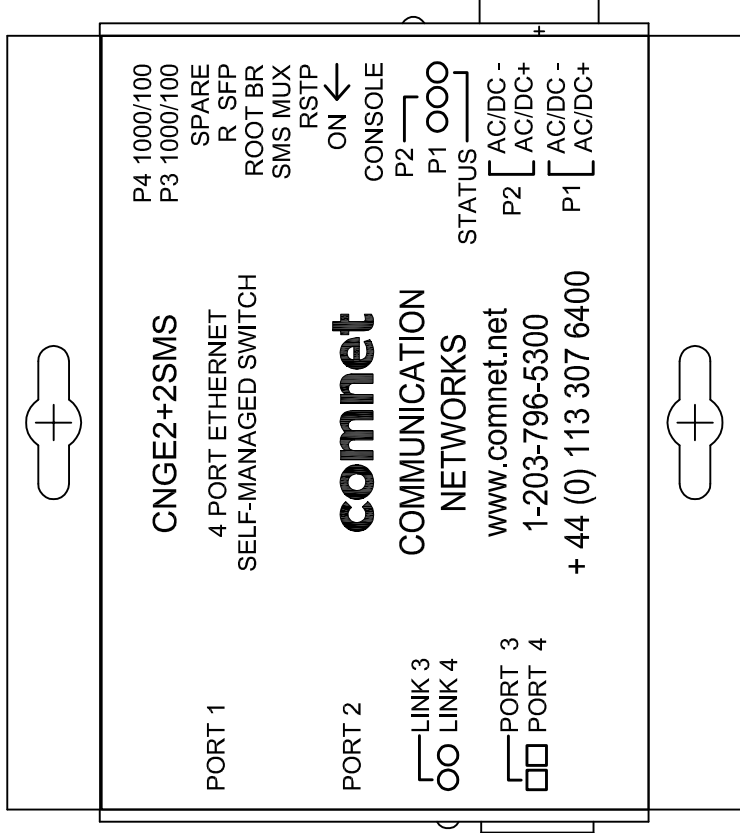 P4 1000/100
P3 1000/100
SPARE
R SFP
ROOT BR
SMS MUX
RSTP
ON ←
CONSOLE
P2
P1
STATUS
P2
AC/DC -
AC/DC+
P1
AC/DC -
AC/DC+
+
CNGE2+2SMS
4 PORT ETHERNET
SELF-MANAGED SWITCH
comnet
COMMUNICATION
NETWORKS
www.comnet.net
1-203-796-5300
+ 44 (0) 113 307 6400
PORT 1
PORT 2
LINK 3
LINK 4
PORT 3
PORT 4